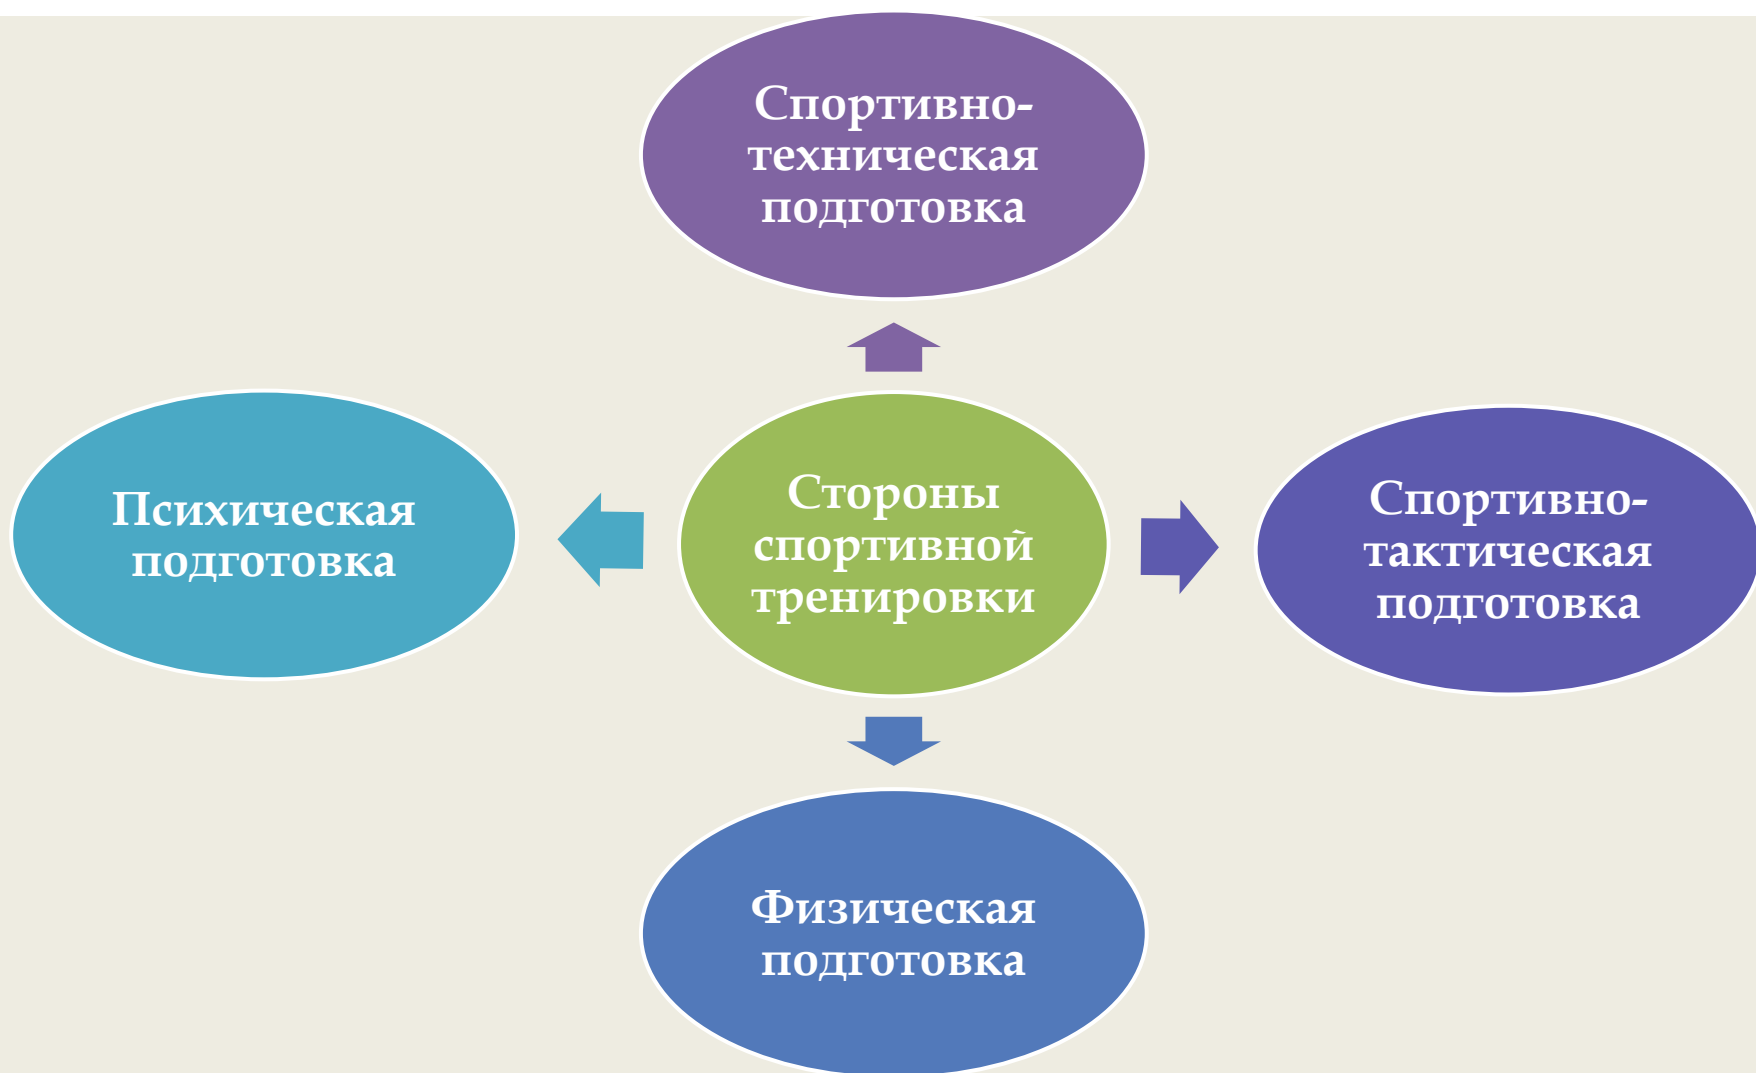 Спортивно-
техническая
подготовка
Психическая
подготовка
Стороны
спортивной
тренировки
Спортивно-
тактическая
подготовка
Физическая
подготовка